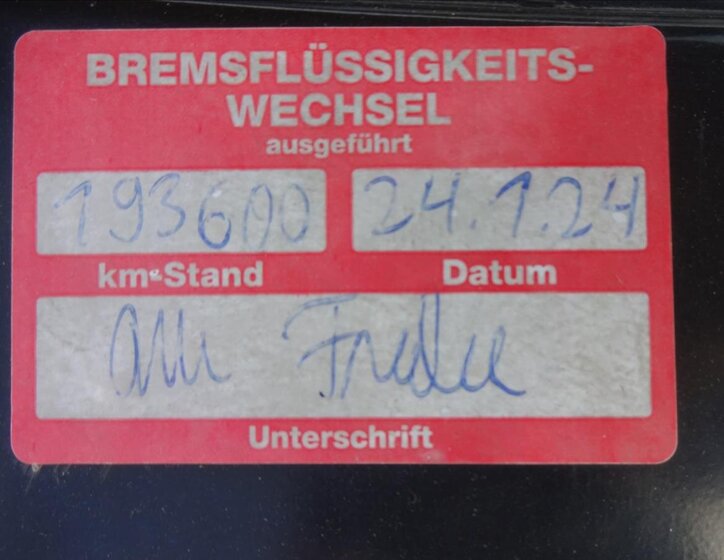 BREMSFLÜSSIGKEITS-
WECHSEL
ausgeführt
193600 24.1.24
km-Stand Datum
Unterschrift